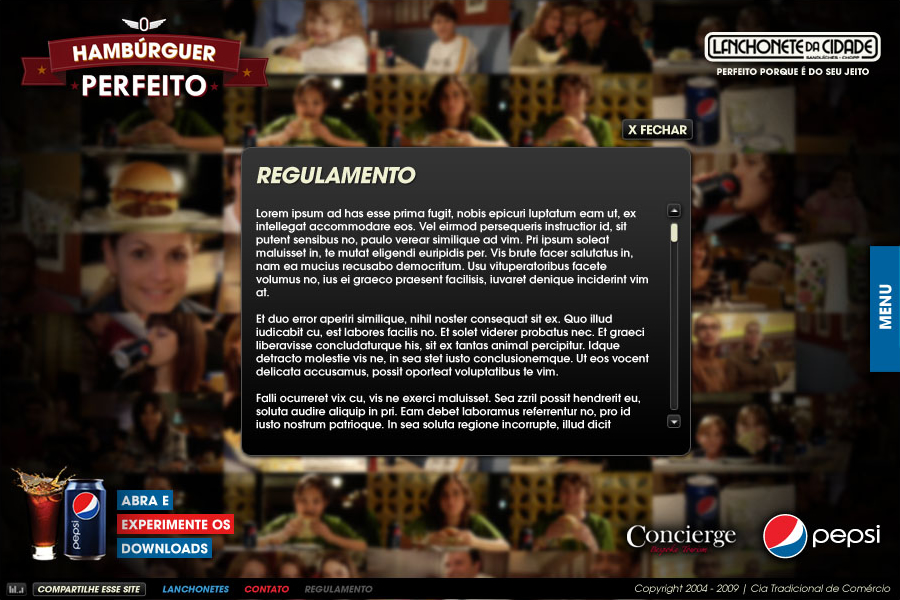 HAMBÚRGUER
PERFEITO
LANCHONETE DA CIDADE
SANDUÍCHES · CHOPP
PERFEITO PORQUE É DO SEU JEITO
X FECHAR
REGULAMENTO
Lorem ipsum ad has esse prima fugit, nobis epicuri luptatum eam ut, ex
intellegat accommodare eos. Vel eirmod persequeris instructior id, sit
putent sensibus no, paulo verear similique ad vim. Pri ipsum soleat
maluisset in, te mutat eligendi euripidis per. Vis brute facer salutatus in,
nam ea mucius recusabo democritum. Usu vituperatoribus facete
volumus no, ius ei graeco praesent facilisis, iuvaret denique inciderint vim
at.
Et duo error aperiri similique, nihil noster consequat sit ex. Quo illud
iudicabit cu, est labores facilis no. Et solet viderer probatus nec. Et graeci
liberavisse concludaturque his, sit ex tantas animal percipitur. Idque
detracto molestie vis ne, in sea stet iusto conclusionemque. Ut eos vocent
delicata accusamus, possit oporteat voluptatibus te vim.
Falli ocurreret vix cu, vis ne exerci maluisset. Sea zzril possit hendrerit eu,
soluta audire aliquip in pri. Eam debet laboramus referrentur no, pro id
iusto nostrum patrioque. In sea soluta regione incorrupte, illud dicit
MENU
pepsi
ABRA E
EXPERIMENTE OS
DOWNLOADS
Concierge
pepsi
COMPARTILHE ESSE SITE
LANCHONETES
CONTATO
REGULAMENTO
Copyright 2004 - 2009 | Cia Tradicional de Comércio